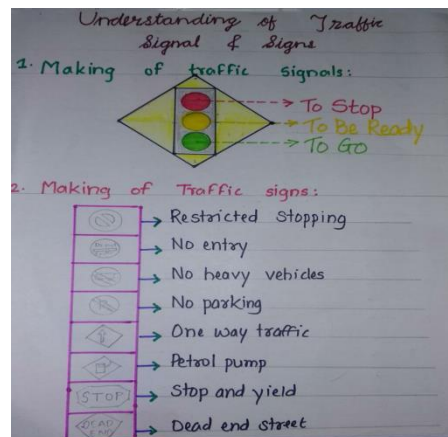 Understanding of Traffic
Signal & Signs
1. Making of traffic signals:
To Stop
To Be Ready
To Go
2. Making of Traffic signs:
Restricted Stopping
No entry
No heavy vehicles
No parking
One way traffic
Petrol pump
STOP Stop and yield
DEAD END Dead end street